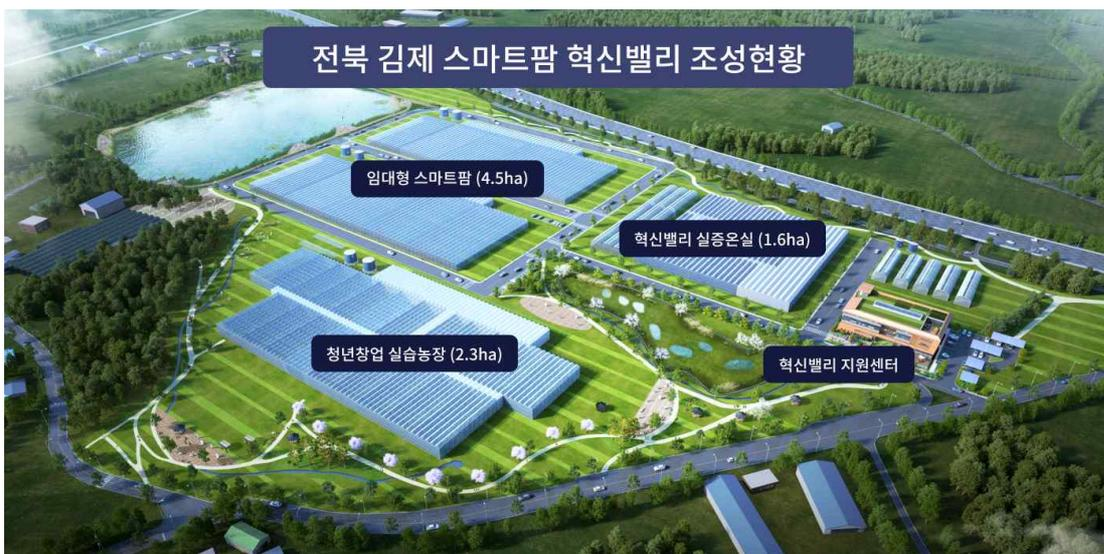 전북 김제 스마트팜 혁신밸리 조성현황
임대형 스마트팜 (4.5ha)
혁신밸리 실증온실 (1.6ha)
청년창업 실습농장 (2.3ha)
혁신밸리 지원센터